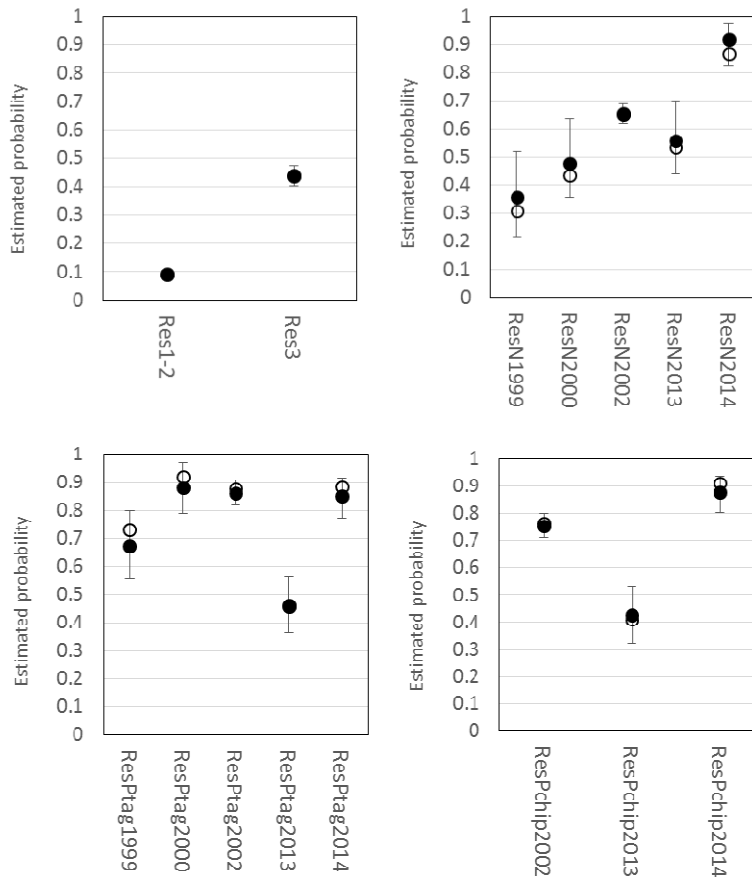 Estimated probability
1
0.9
0.8
0.7
0.6
0.5
0.4
0.3
0.2
0.1
0
Res1-2
Res3
Estimated probability
1
0.9
0.8
0.7
0.6
0.5
0.4
0.3
0.2
0.1
0
ResN1999
ResN2000
ResN2002
ResN2013
ResN2014
Estimated probability
1
0.9
0.8
0.7
0.6
0.5
0.4
0.3
0.2
0.1
0
ResPtag1999
ResPtag2000
ResPtag2002
ResPtag2013
ResPtag2014
Estimated probability
1
0.9
0.8
0.7
0.6
0.5
0.4
0.3
0.2
0.1
0
ResPchip2002
ResPchip2013
ResPchip2014